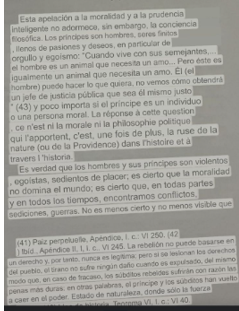 Esta apelación a la moralidad y a la prudencia
inteligente no adormece, sin embargo, la conciencia
filosófica. Los príncipes son hombres, seres finitos
, llenos de pasiones y deseos, en particular de
orgullo y egoísmo: "Cuando vive con sus semejantes....
el hombre es un animal que necesita un amo... Pero éste es
igualmente un animal que necesita un amo. El (el
hombre) puede hacer lo que quiera, no vemos cómo obtendrá
un jefe de justicia pública que sea él mismo justo
" (43) y poco importa si el príncipe es un individuo
o una persona moral. La réponse à cette question
, ce n'est ni la morale ni la philosophie politique
qui l'apportent, c'est, une fois de plus, la ruse de la
nature (ou de la Providence) dans l'histoire et à
travers l'historia.
Es verdad que los hombres y sus príncipes son violentos
, egoístas, sedientos de placer; es cierto que la moralidad
no domina el mundo; es cierto que, en todas partes
y en todos los tiempos, encontramos conflictos,
sediciones, guerras. No es menos cierto y no menos visible que
(41) Paiz perpetuelle, Apéndice, I. c.. VI 250. (42
) Ibid., Apéndice II, I, c.. VI 245. La rebelión no puede basarse en
un derecho y, por tanto, nunca es legítima; pero si se lesionan los derechos
del pueblo, el tirano no sufre ningún daño cuando es expulsado, del mismo
modo que, en caso de fracaso, los súbditos rebeldes sufrirán con razón las
penas más duras: en otras palabras, el príncipe y los súbditos han vuelto
a caer en el poder. Estado de naturaleza, donde sólo la fuerza
VI, I. c.: VI 40.